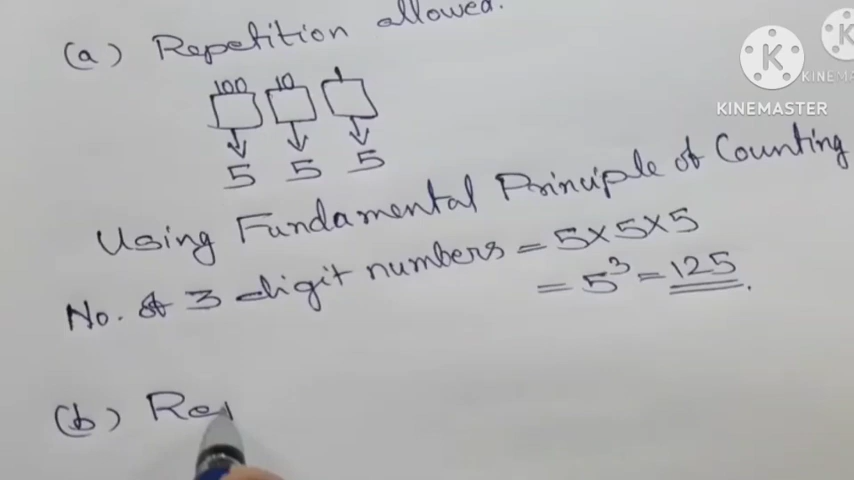 (a) Repetition allowed.
100 10 1
5 5 5
Using Fundamental Principle of Counting
No. of 3 digit numbers = 5×5×5
= 5³ = 125.
(b) Re
K
KINEMASTER
K
KINEMA